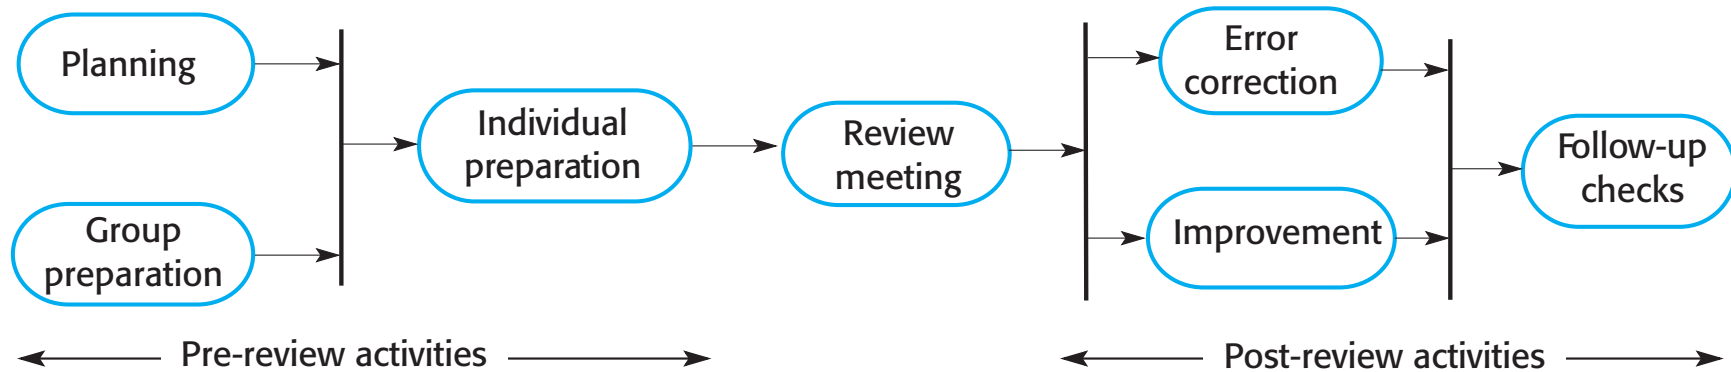 Planning
Group
preparation
Individual
preparation
Review
meeting
Error
correction
Improvement
Follow-up
checks
Pre-review activities
Post-review activities